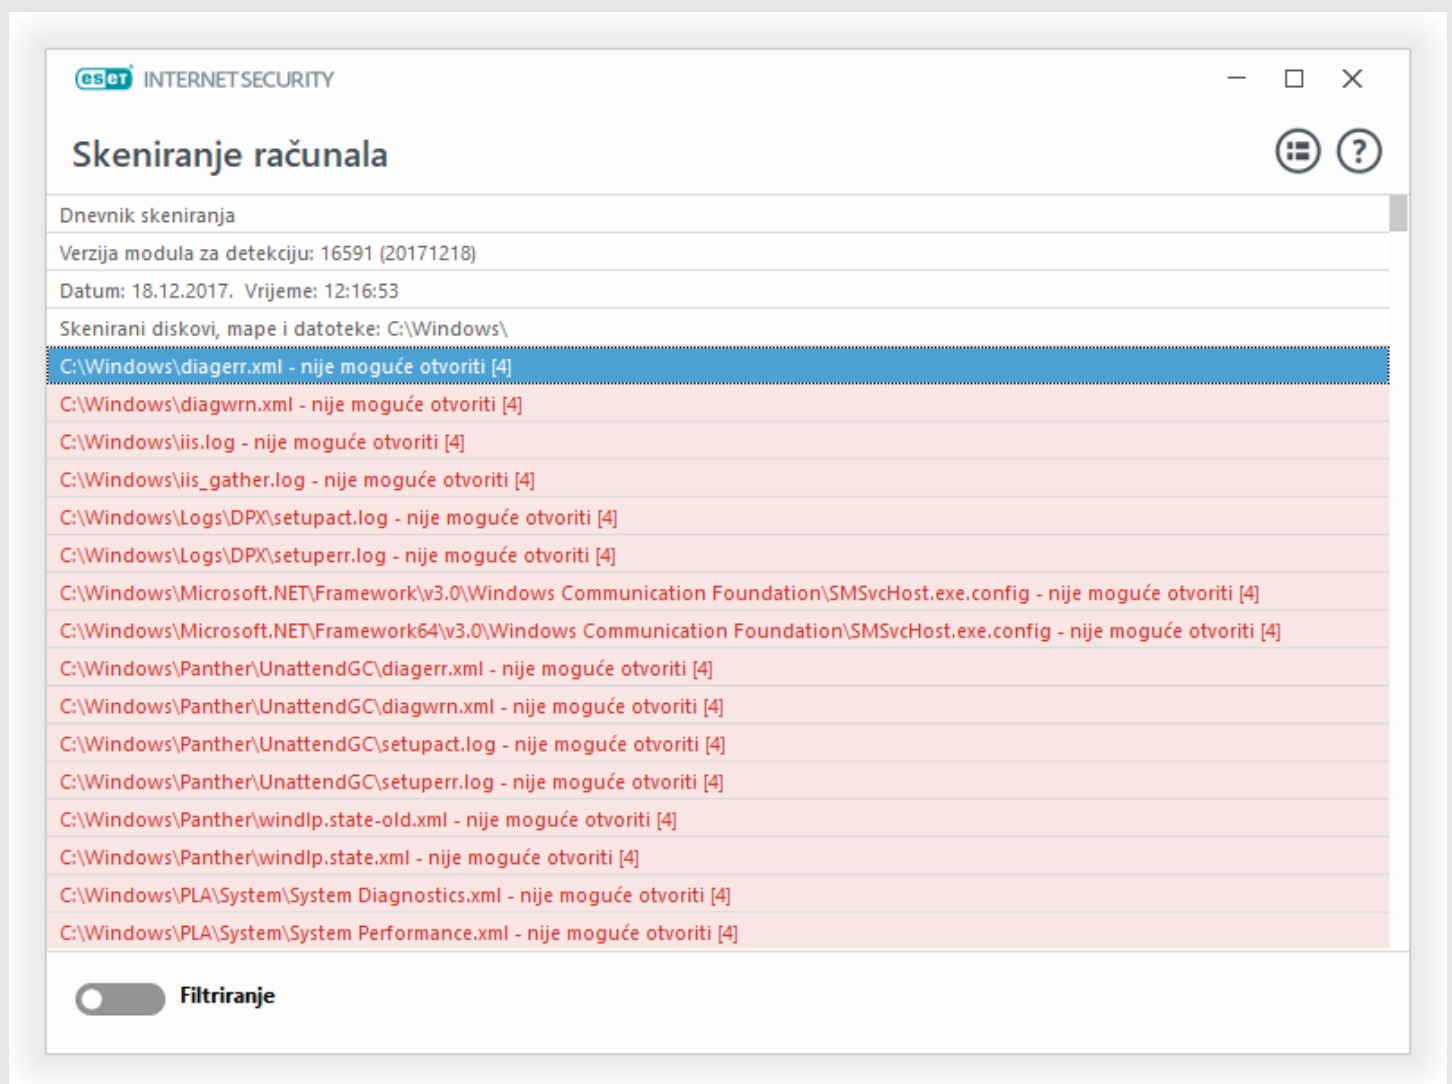 eset INTERNET SECURITY
Skeniranje računala
?
Dnevnik skeniranja
Verzija modula za detekciju: 16591 (20171218)
Datum: 18.12.2017.  Vrijeme: 12:16:53
Skenirani diskovi, mape i datoteke: C:\Windows\
C:\Windows\diagerr.xml - nije moguće otvoriti [4]
C:\Windows\diagwrn.xml - nije moguće otvoriti [4]
C:\Windows\iis.log - nije moguće otvoriti [4]
C:\Windows\iis_gather.log - nije moguće otvoriti [4]
C:\Windows\Logs\DPX\setupact.log - nije moguće otvoriti [4]
C:\Windows\Logs\DPX\setuperr.log - nije moguće otvoriti [4]
C:\Windows\Microsoft.NET\Framework\v3.0\Windows Communication Foundation\SMSvcHost.exe.config - nije moguće otvoriti [4]
C:\Windows\Microsoft.NET\Framework64\v3.0\Windows Communication Foundation\SMSvcHost.exe.config - nije moguće otvoriti [4]
C:\Windows\Panther\UnattendGC\diagerr.xml - nije moguće otvoriti [4]
C:\Windows\Panther\UnattendGC\diagwrn.xml - nije moguće otvoriti [4]
C:\Windows\Panther\UnattendGC\setupact.log - nije moguće otvoriti [4]
C:\Windows\Panther\UnattendGC\setuperr.log - nije moguće otvoriti [4]
C:\Windows\Panther\windlp.state-old.xml - nije moguće otvoriti [4]
C:\Windows\Panther\windlp.state.xml - nije moguće otvoriti [4]
C:\Windows\PLA\System\System Diagnostics.xml - nije moguće otvoriti [4]
C:\Windows\PLA\System\System Performance.xml - nije moguće otvoriti [4]
Filtriranje